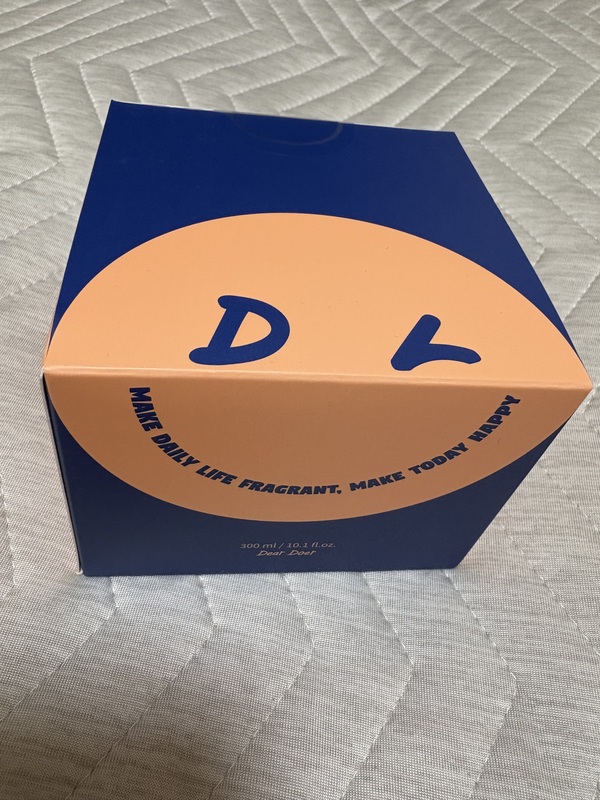 D L
MAKE DAILY LIFE FRAGRANT, MAKE TODAY HAPPY
300 ml / 10.1 fl.oz.
Dear Doer